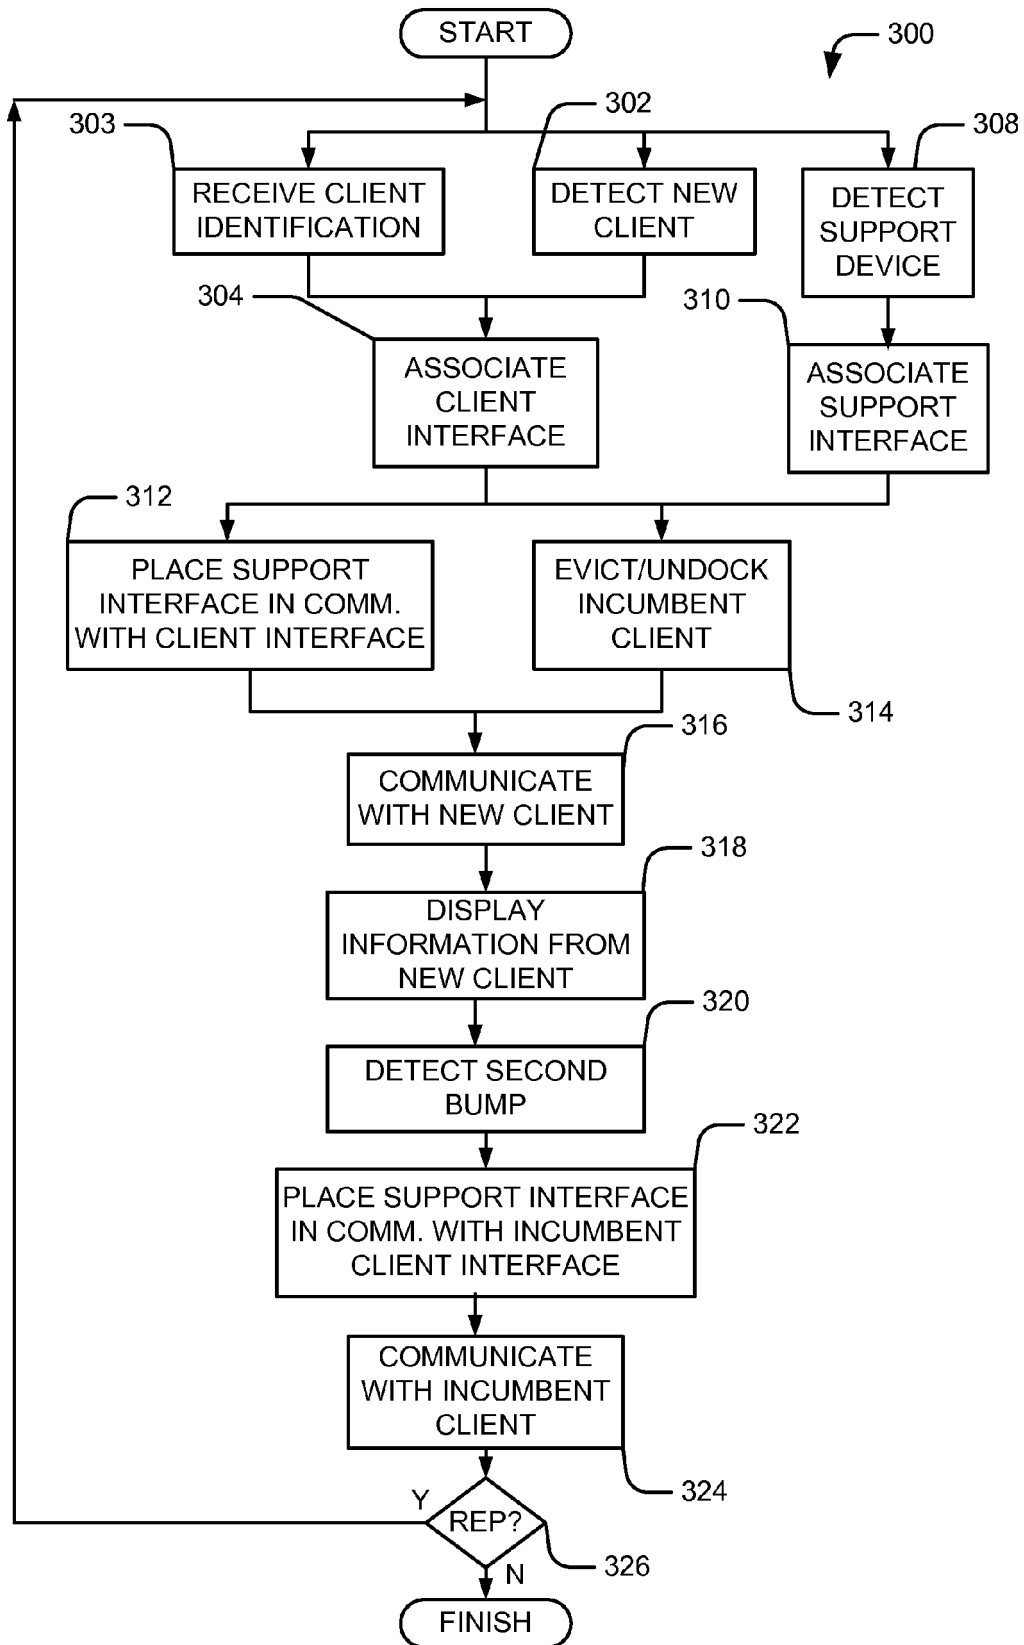 START
300
303
302
308
RECEIVE CLIENT
IDENTIFICATION
DETECT NEW
CLIENT
DETECT
SUPPORT
DEVICE
304
310
ASSOCIATE
CLIENT
INTERFACE
ASSOCIATE
SUPPORT
INTERFACE
312
PLACE SUPPORT
INTERFACE IN COMM.
WITH CLIENT INTERFACE
EVICT/UNDOCK
INCUMBENT
CLIENT
314
316
COMMUNICATE
WITH NEW CLIENT
318
DISPLAY
INFORMATION FROM
NEW CLIENT
320
DETECT SECOND
BUMP
322
PLACE SUPPORT INTERFACE
IN COMM. WITH INCUMBENT
CLIENT INTERFACE
COMMUNICATE
WITH INCUMBENT
CLIENT
324
Y
REP?
326
N
FINISH